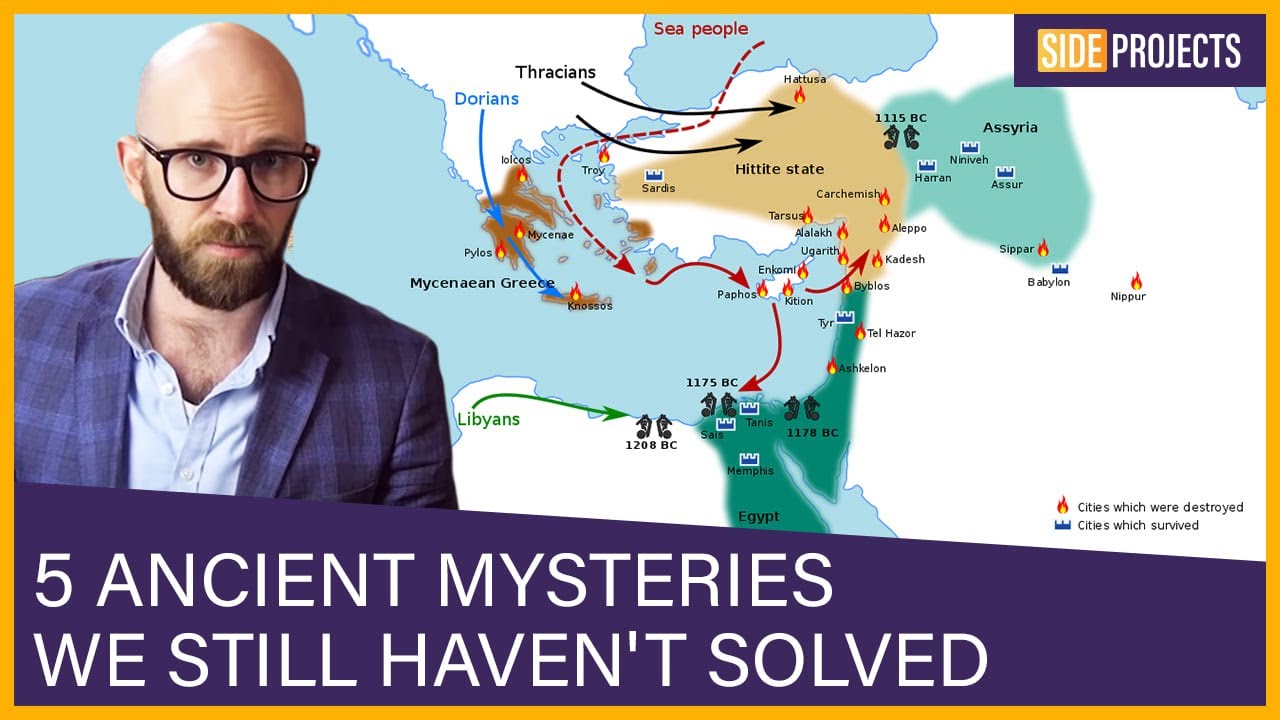 SIDE PROJECTS
Sea people
Thracians
Dorians
Hattusa
1115 BC
Assyria
Iolcos
Troy
Sardis
Hittite state
Harran
Niniveh
Assur
Carchemish
Tarsus
Alalakh
Aleppo
Mycenae
Pylos
Ugarith
Kadesh
Sippar
Babylon
Nippur
Enkomi
Mycenaean Greece
Knossos
Paphos
Kition
Byblos
Tyr
Tel Hazor
Ashkelon
1175 BC
Libyans
Tanis
Sais
1178 BC
1208 BC
Memphis
Egypt
Cities which were destroyed
Cities which survived
5 ANCIENT MYSTERIES
WE STILL HAVEN'T SOLVED